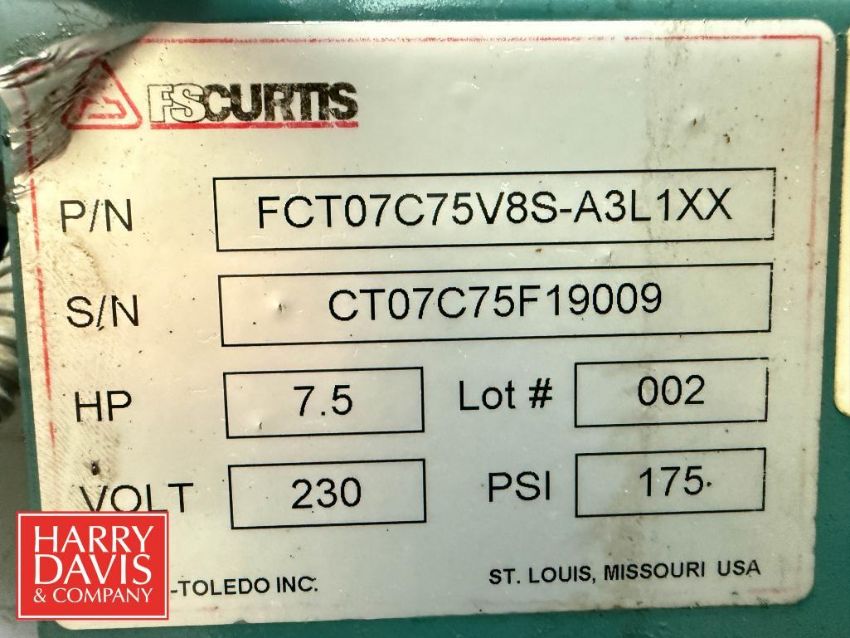 FSCURTIS
P/N FCT07C75V8S-A3L1XX
S/N CT07C75F19009
HP 7.5 Lot # 002
VOLT 230 PSI 175
-TOLEDO INC. ST. LOUIS, MISSOURI USA
HARRY
DAVIS
& COMPANY